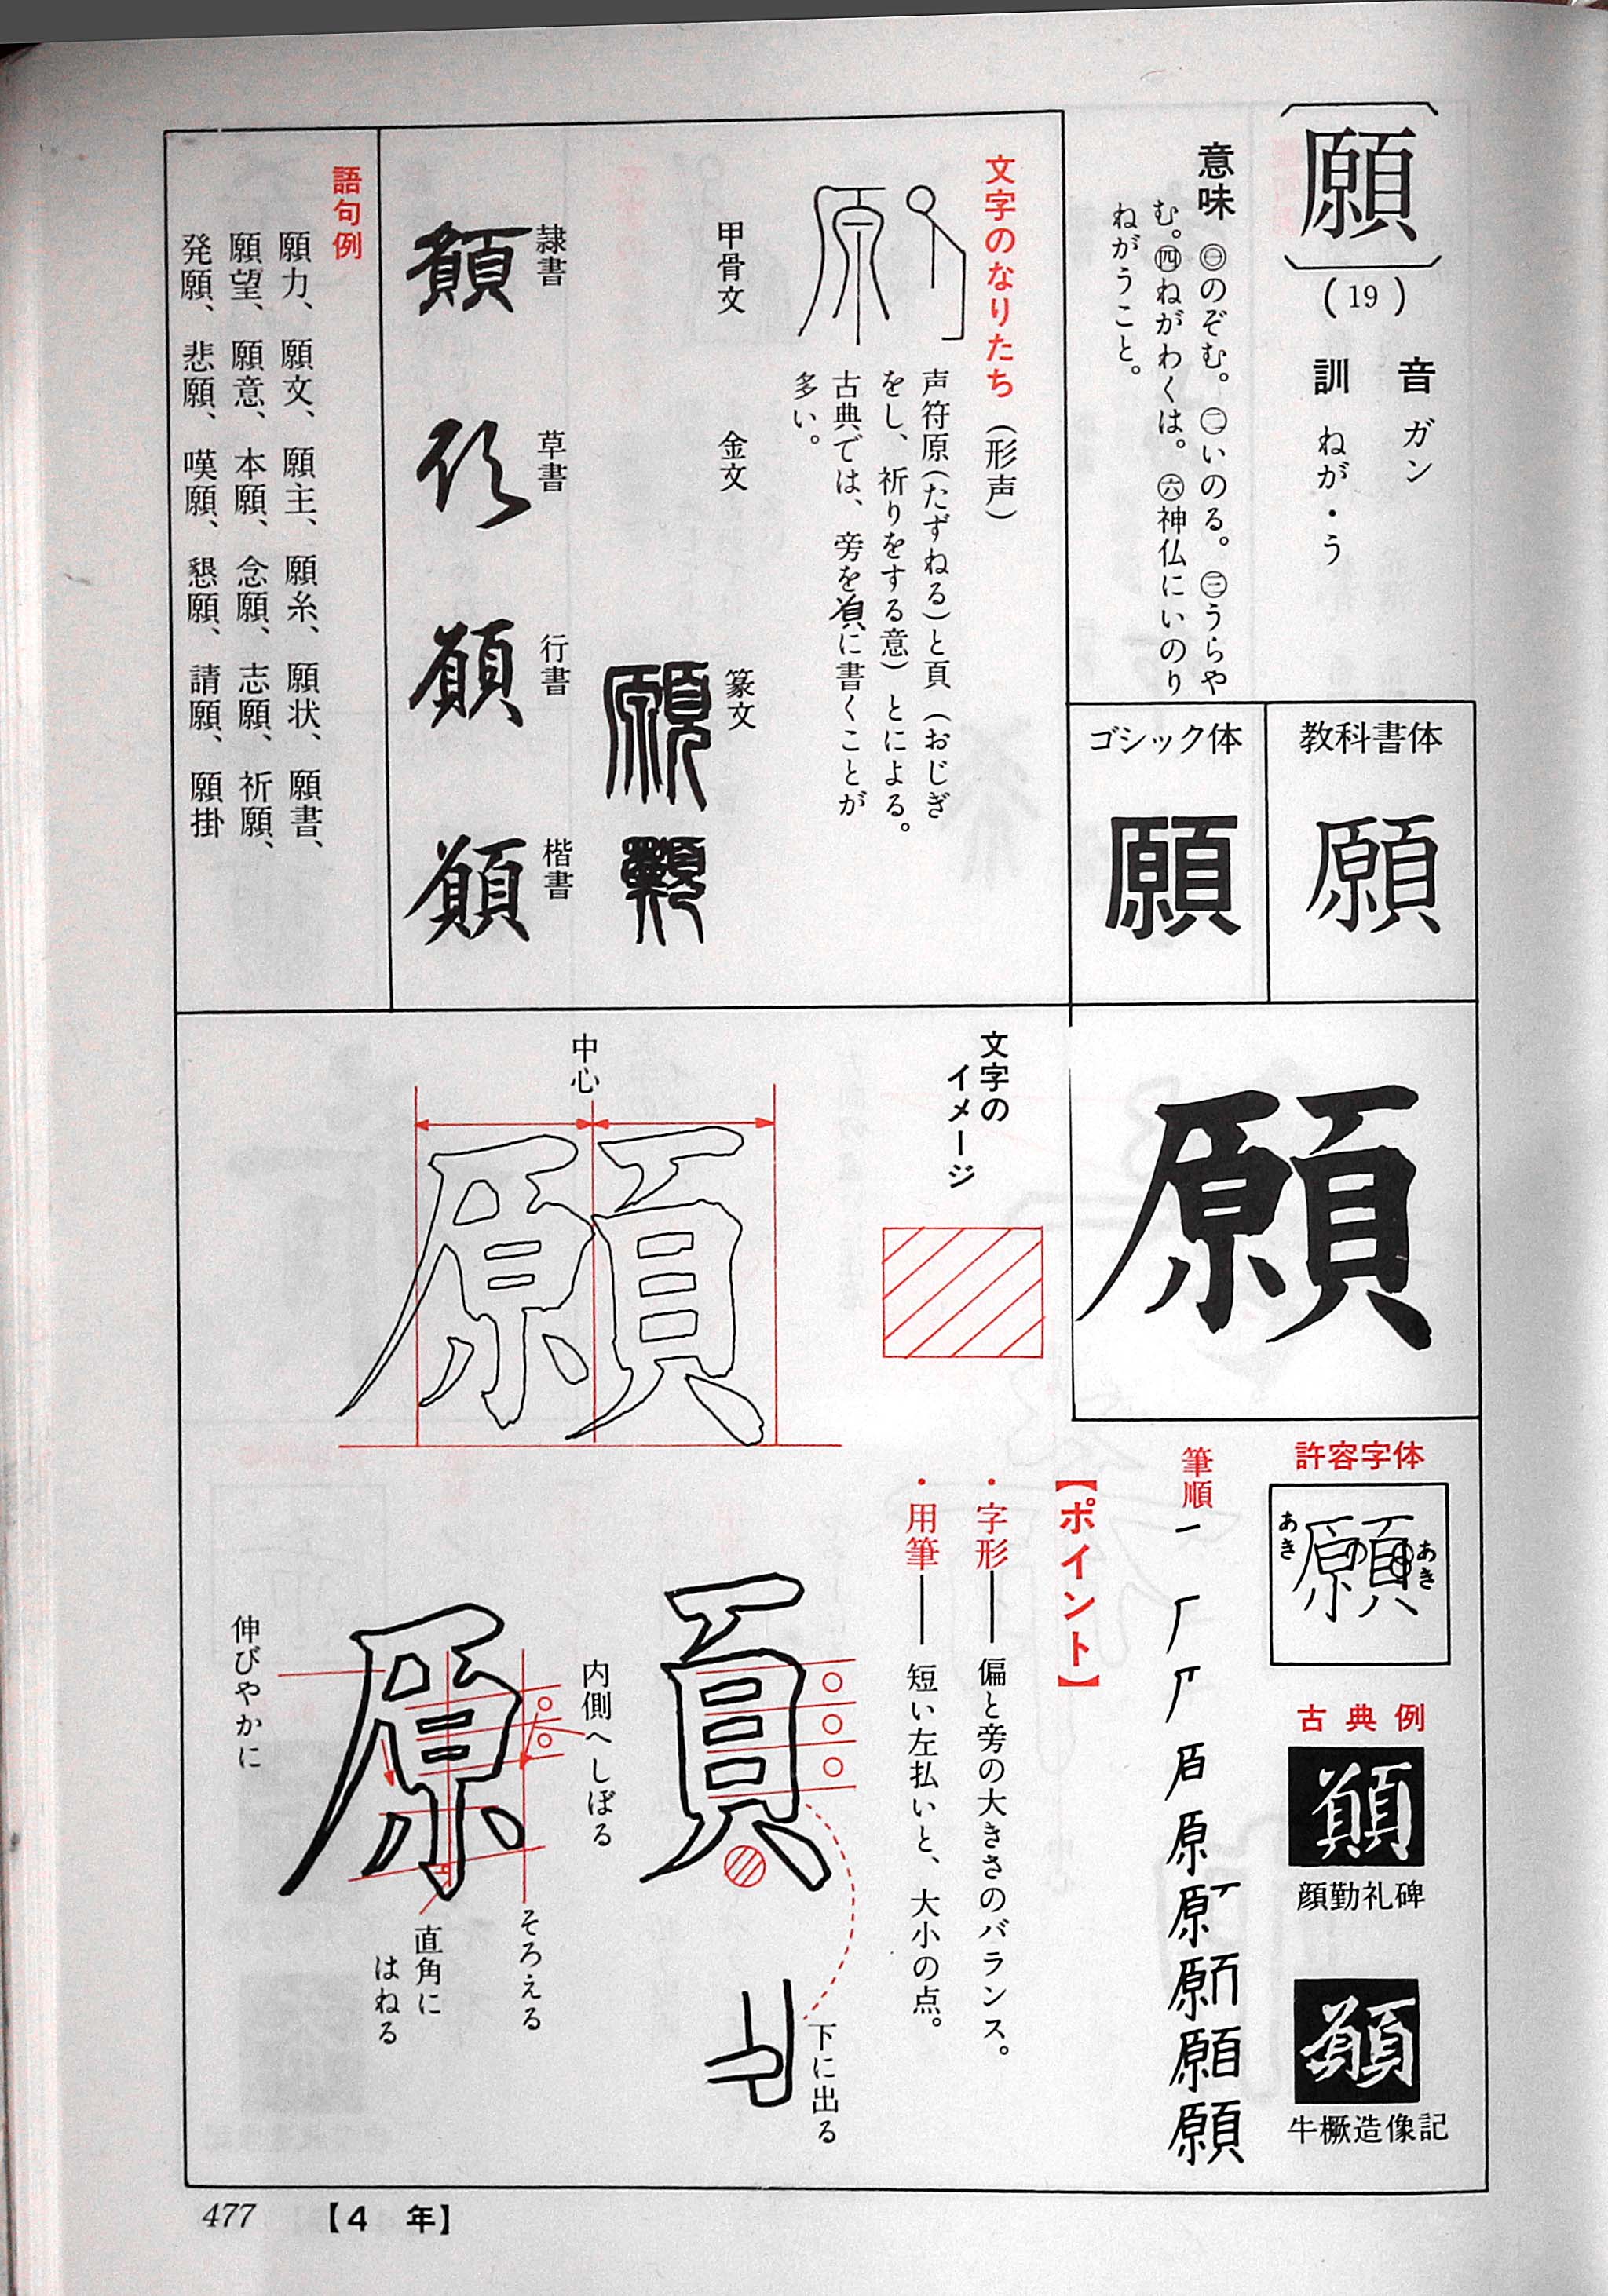 願
(19)
音 ガン
訓 ねが・う
意味 ㊀のぞむ。㊁いのる。㊂うらや
む。㊃ねがわくは。㊅神仏にいのり
ねがうこと。
教科書体
願
ゴシック体
願
文字のなりたち(形声)
原
声符原(たずねる)と頁(おじぎ
をし、祈りをする意)とによる。
古典では、旁を
に書くことが
多い。
甲骨文
金文
篆文
隷書
草書
行書
楷書
語句例
願力、願文、願主、願糸、願状、願書、
願望、願意、本願、念願、志願、祈願、
発願、悲願、嘆願、懇願、請願、願掛
願
文字の
イメージ
中心
願
許容字体
願
あき
あき
古典例
顔勤礼碑
牛橛造像記
筆順
一 厂 原 願
【ポイント】
・字形―偏と旁の大きさのバランス。
・用筆―短い左払いと、大小の点。
頁
下に出る
内側へしぼる
原
そろえる
直角に
はねる
伸びやかに
477 【4 年】